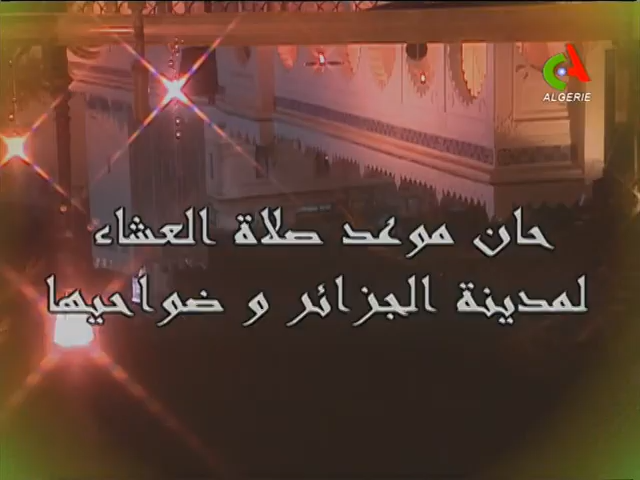 ALGERIE
حان موعد صلاة العشاء
لمدينة الجزائر و ضواحيها